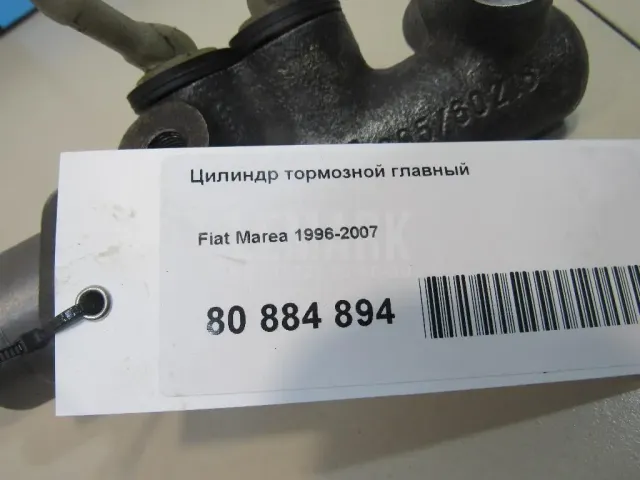 Цилиндр тормозной главный
Fiat Marea 1996-2007
80 884 894